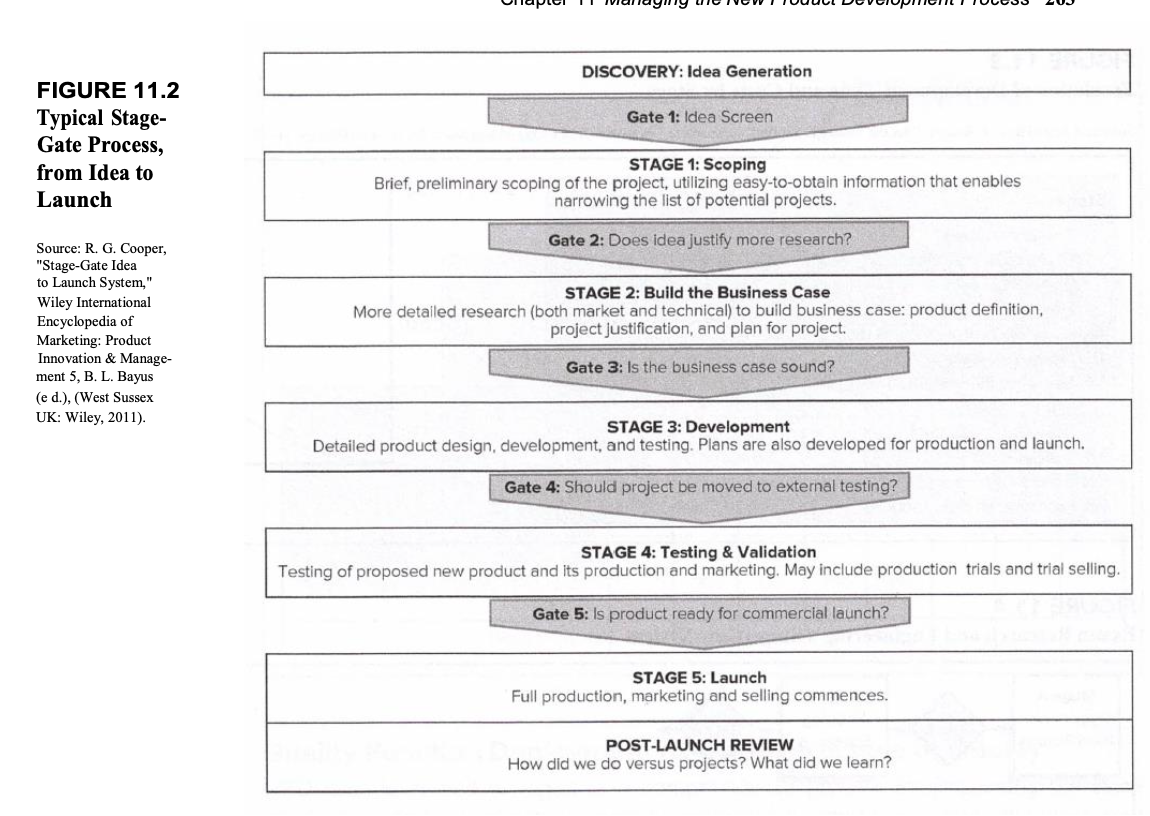 Chapter 11 Managing the New Product Development Process 263
FIGURE 11.2
Typical Stage-
Gate Process,
from Idea to
Launch
Source: R. G. Cooper,
"Stage-Gate Idea
to Launch System,"
Wiley International
Encyclopedia of
Marketing: Product
Innovation & Manage-
ment 5, B. L. Bayus
(e d.), (West Sussex
UK: Wiley, 2011).
DISCOVERY: Idea Generation
Gate 1: Idea Screen
STAGE 1: Scoping
Brief, preliminary scoping of the project, utilizing easy-to-obtain information that enables
narrowing the list of potential projects.
Gate 2: Does idea justify more research?
STAGE 2: Build the Business Case
More detailed research (both market and technical) to build business case: product definition,
project justification, and plan for project.
Gate 3: Is the business case sound?
STAGE 3: Development
Detailed product design, development, and testing. Plans are also developed for production and launch.
Gate 4: Should project be moved to external testing?
STAGE 4: Testing & Validation
Testing of proposed new product and its production and marketing. May include production trials and trial selling.
Gate 5: Is product ready for commercial launch?
STAGE 5: Launch
Full production, marketing and selling commences.
POST-LAUNCH REVIEW
How did we do versus projects? What did we learn?